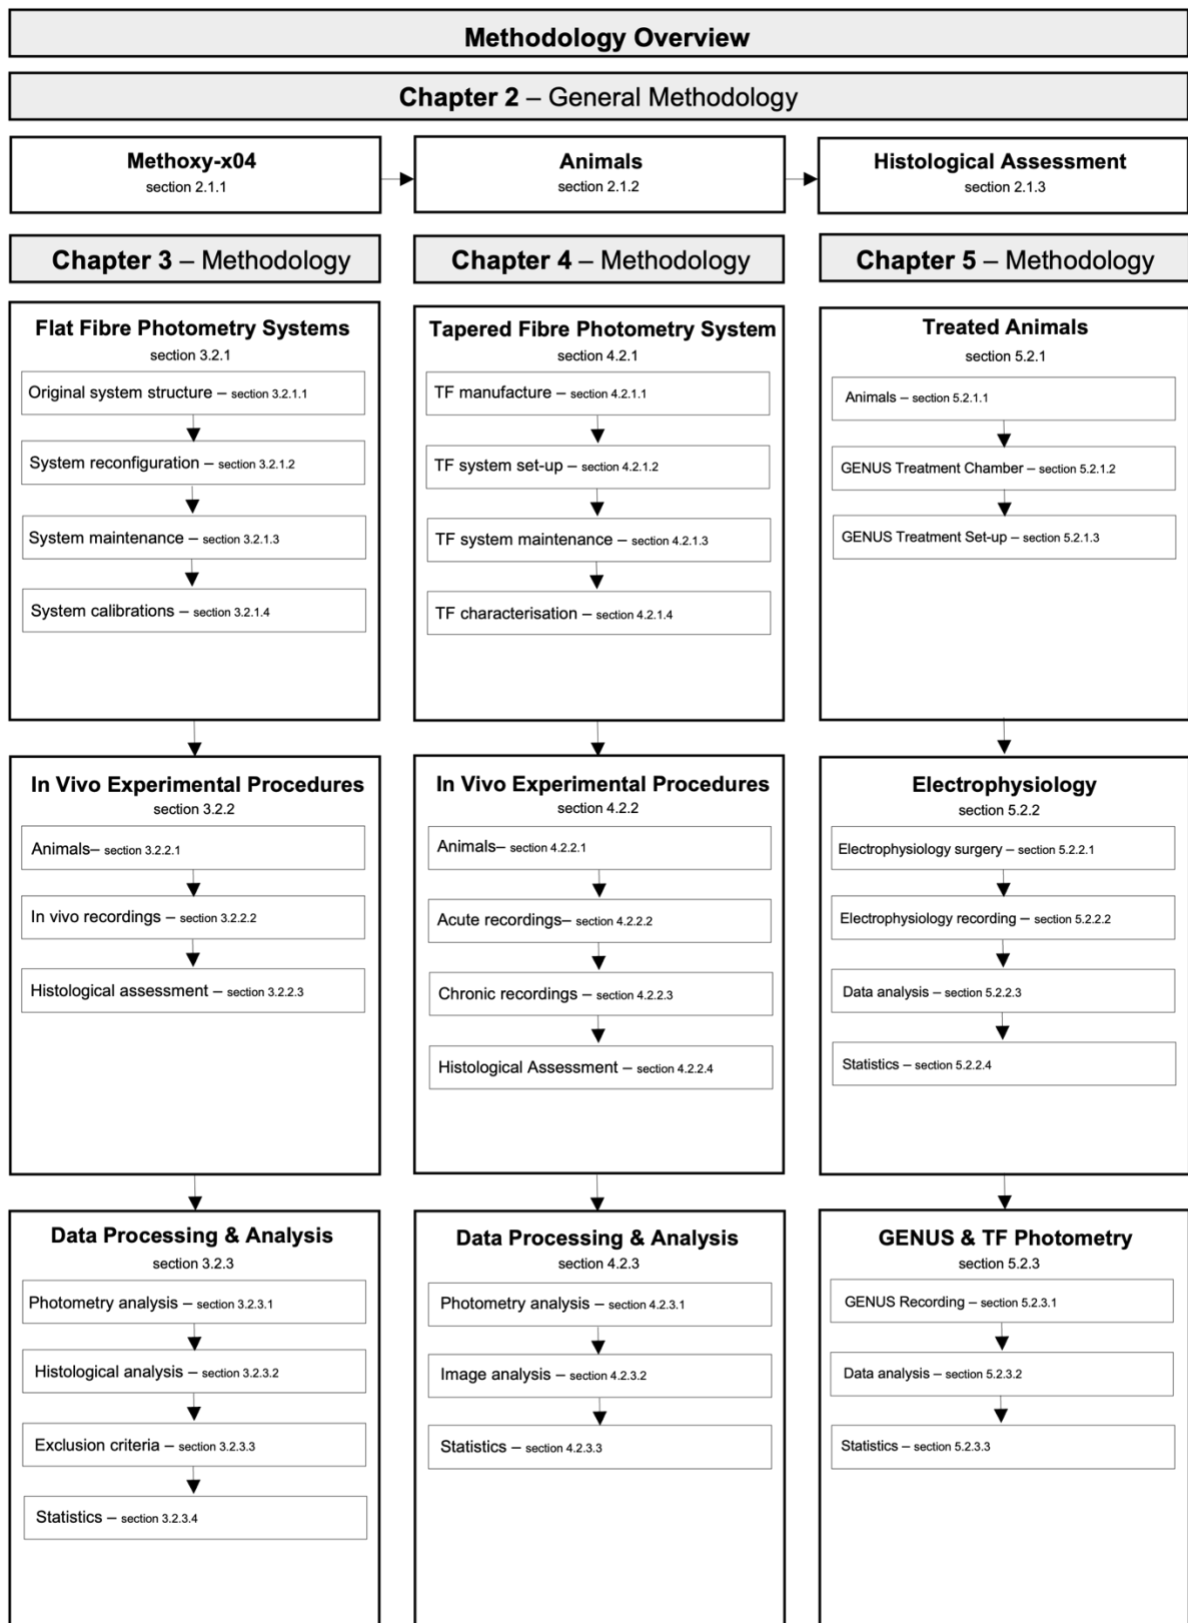 Methodology Overview
Chapter 2 – General Methodology
Methoxy-x04
section 2.1.1
Animals
section 2.1.2
Histological Assessment
section 2.1.3
Chapter 3 – Methodology
Flat Fibre Photometry Systems
section 3.2.1
Original system structure – section 3.2.1.1
System reconfiguration – section 3.2.1.2
System maintenance – section 3.2.1.3
System calibrations – section 3.2.1.4
In Vivo Experimental Procedures
section 3.2.2
Animals– section 3.2.2.1
In vivo recordings – section 3.2.2.2
Histological assessment – section 3.2.2.3
Data Processing & Analysis
section 3.2.3
Photometry analysis – section 3.2.3.1
Histological analysis – section 3.2.3.2
Exclusion criteria – section 3.2.3.3
Statistics – section 3.2.3.4
Chapter 4 – Methodology
Tapered Fibre Photometry System
section 4.2.1
TF manufacture – section 4.2.1.1
TF system set-up – section 4.2.1.2
TF system maintenance – section 4.2.1.3
TF characterisation – section 4.2.1.4
In Vivo Experimental Procedures
section 4.2.2
Animals– section 4.2.2.1
Acute recordings– section 4.2.2.2
Chronic recordings – section 4.2.2.3
Histological Assessment – section 4.2.2.4
Data Processing & Analysis
section 4.2.3
Photometry analysis – section 4.2.3.1
Image analysis – section 4.2.3.2
Statistics – section 4.2.3.3
Chapter 5 – Methodology
Treated Animals
section 5.2.1
Animals – section 5.2.1.1
GENUS Treatment Chamber – section 5.2.1.2
GENUS Treatment Set-up – section 5.2.1.3
Electrophysiology
section 5.2.2
Electrophysiology surgery – section 5.2.2.1
Electrophysiology recording – section 5.2.2.2
Data analysis – section 5.2.2.3
Statistics – section 5.2.2.4
GENUS & TF Photometry
section 5.2.3
GENUS Recording – section 5.2.3.1
Data analysis – section 5.2.3.2
Statistics – section 5.2.3.3